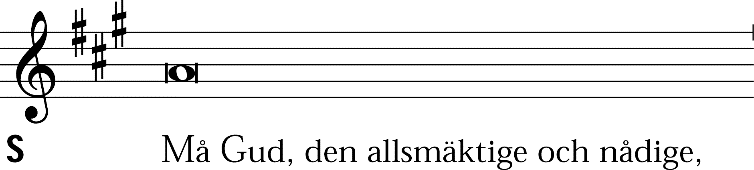 S Må Gud, den allsmäktige och nådige,